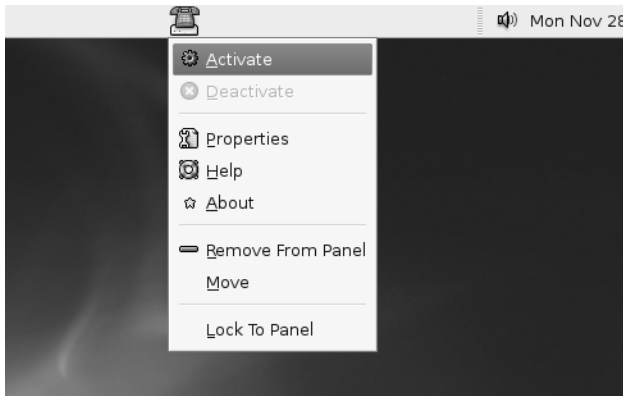 Mon Nov 28
Activate
Deactivate
Properties
Help
About
Remove From Panel
Move
Lock To Panel